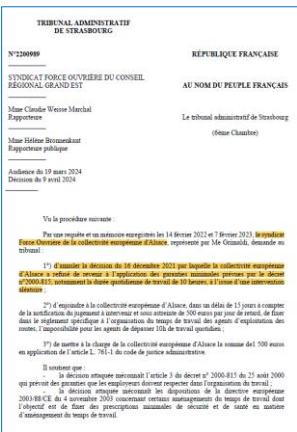 TRIBUNAL ADMINISTRATIF
DE STRASBOURG
N°2200989
RÉPUBLIQUE FRANÇAISE
SYNDICAT FORCE OUVRIÈRE DU CONSEIL
RÉGIONAL GRAND EST
AU NOM DU PEUPLE FRANÇAIS
Mme Claudie Weisse Marchal
Rapporteure
Le tribunal administratif de Strasbourg
(6ème Chambre)
Mme Hélène Bronnenkant
Rapporteure publique
Audience du 19 mars 2024
Décision du 9 avril 2024
Vu la procédure suivante :
Par une requête et un mémoire enregistrés les 14 février 2022 et 7 février 2023, le syndicat
Force Ouvrière de la collectivité européenne d'Alsace, représenté par Me Grimaldi, demande au
tribunal :
1°) d'annuler la décision du 16 décembre 2021 par laquelle la collectivité européenne
d'Alsace a refusé de revenir à l'application des garanties minimales prévues par le décret
n°2000-815, notamment la durée quotidienne de travail de 10 heures, à l'issue d'une intervention
aléatoire ;
2°) d'enjoindre à la collectivité européenne d'Alsace, dans un délai de 15 jours à compter
de la notification du jugement à intervenir et sous astreinte de 500 euros par jour de retard, de fixer
dans le règlement spécifique à l'organisation du temps de travail des agents d'exploitation des
routes, l'impossibilité pour les agents de dépasser 10h de travail quotidien ;
3°) de mettre à la charge de la collectivité européenne d'Alsace la somme de1 500 euros
en application de l'article L. 761-1 du code de justice administrative.
Il soutient que :
- la décision attaquée méconnaît l'article 3 du décret n° 2000-815 du 25 août 2000
qui prévoit des garanties que les employeurs doivent respecter dans l'organisation du travail ;
- la décision attaquée méconnaît les dispositions de la directive européenne
2003/88/CE du 4 novembre 2003 concernant certains aménagements du temps de travail dont
l'objectif est de fixer des prescriptions minimales de sécurité et de santé en matière
d'aménagement du temps de travail.